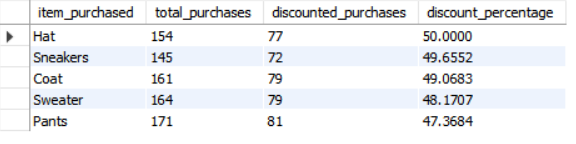 item_purchased total_purchases discounted_purchases discount_percentage
Hat 154 77 50.0000
Sneakers 145 72 49.6552
Coat 161 79 49.0683
Sweater 164 79 48.1707
Pants 171 81 47.3684